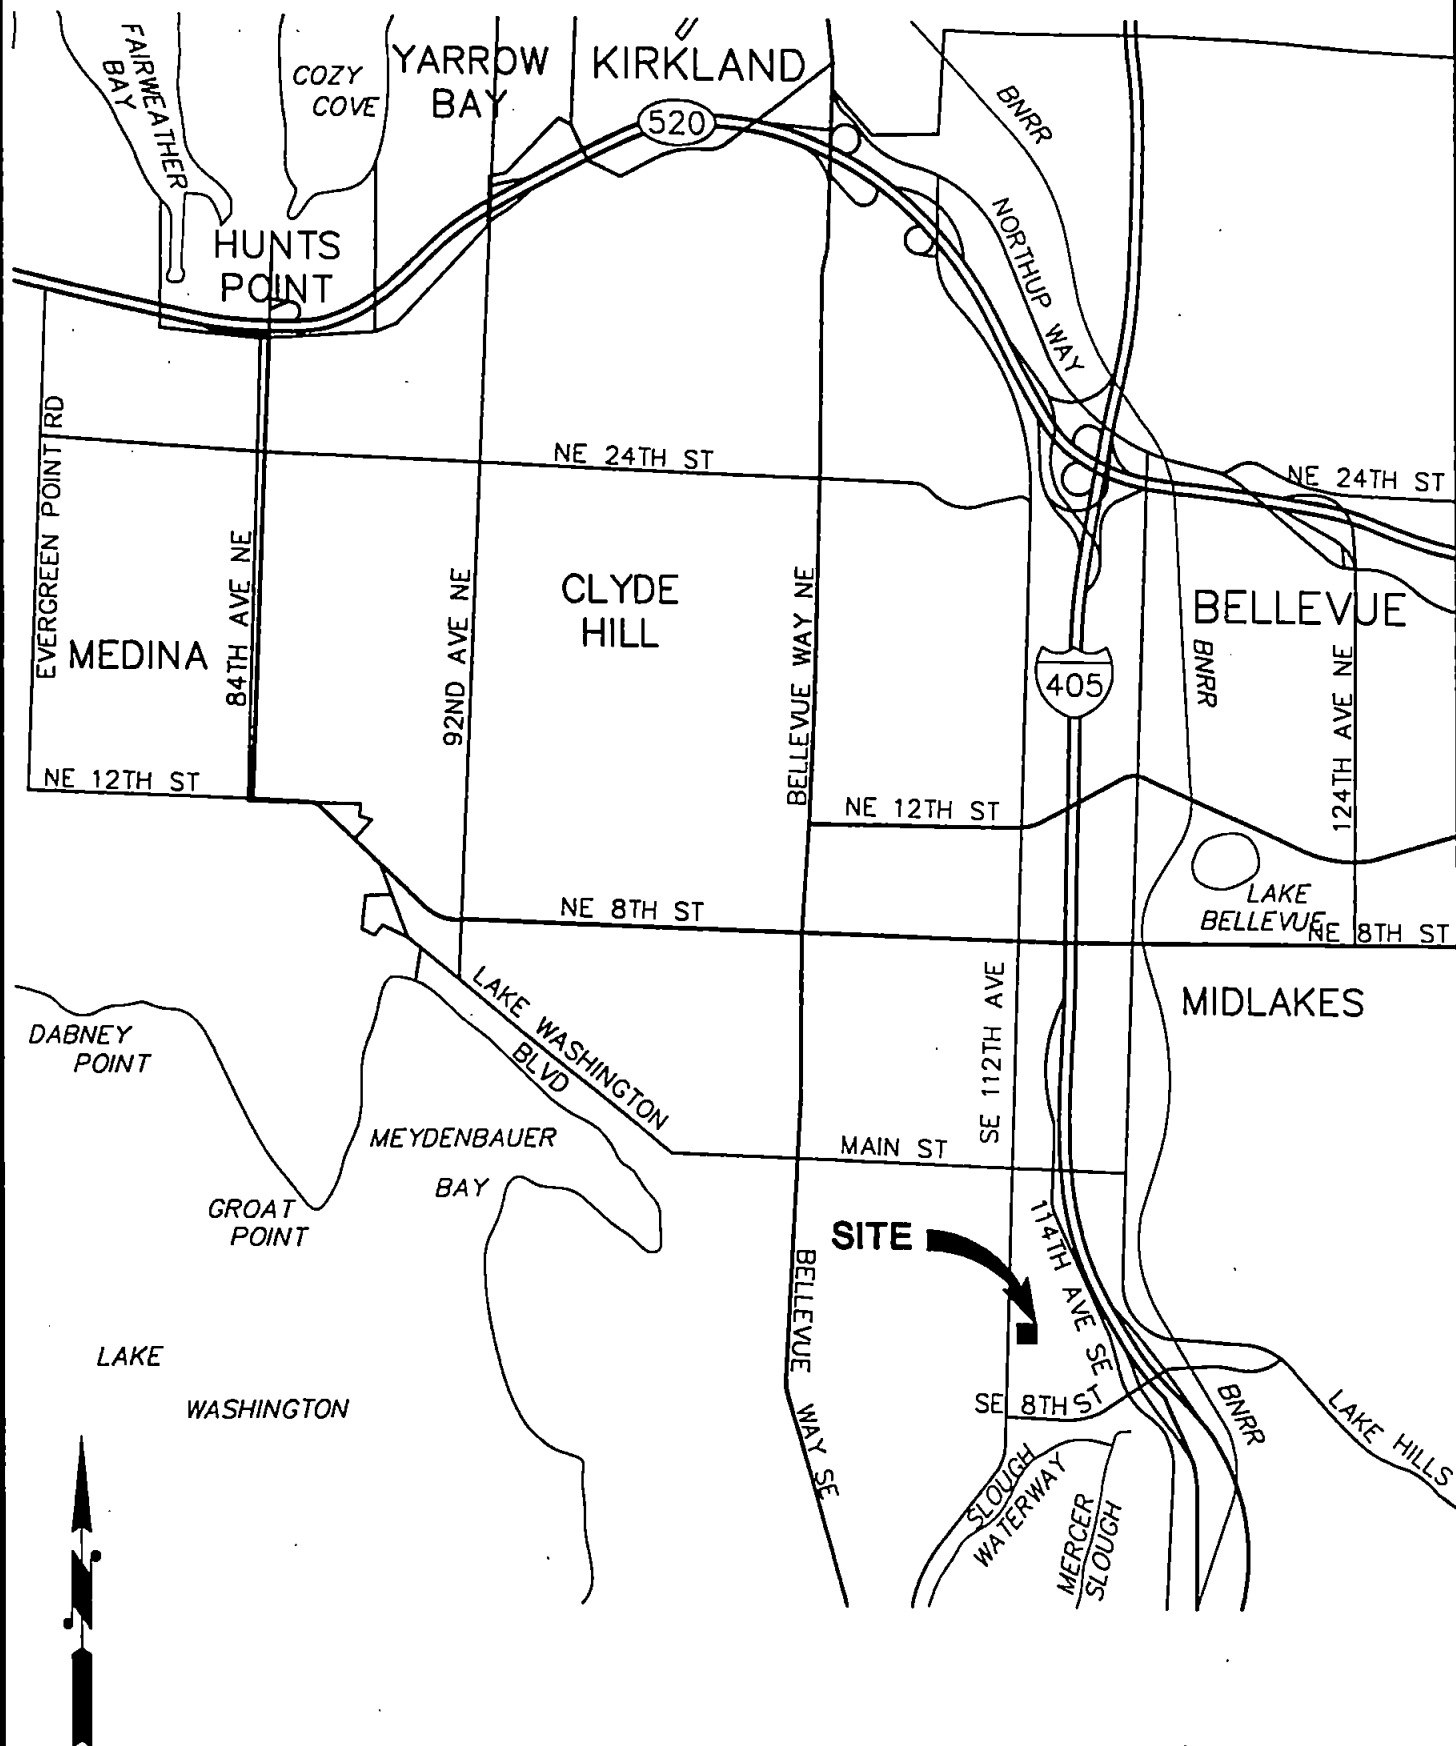 FAIRWEATHER
BAY
COZY
COVE
YARROW
BAY
KIRKLAND
520
BNRR
HUNTS
POINT
NORTHUP WAY
NE 24TH ST
NE 24TH ST
EVERGREEN POINT RD
84TH AVE NE
92ND AVE NE
BELLEVUE WAY NE
CLYDE
HILL
MEDINA
BELLEVUE
BNRR
405
124TH AVE NE
NE 12TH ST
NE 12TH ST
LAKE
BELLEVUE
NE 8TH ST
NE 8TH ST
SE 112TH AVE
MIDLAKES
LAKE WASHINGTON
BLVD
DABNEY
POINT
MEYDENBAUER
BAY
MAIN ST
GROAT
POINT
SITE
114TH AVE SE
BELLEVUE WAY SE
LAKE
WASHINGTON
SE 8TH ST
BNRR
LAKE HILLS
SLOUGH
WATERWAY
MERCER
SLOUGH
N